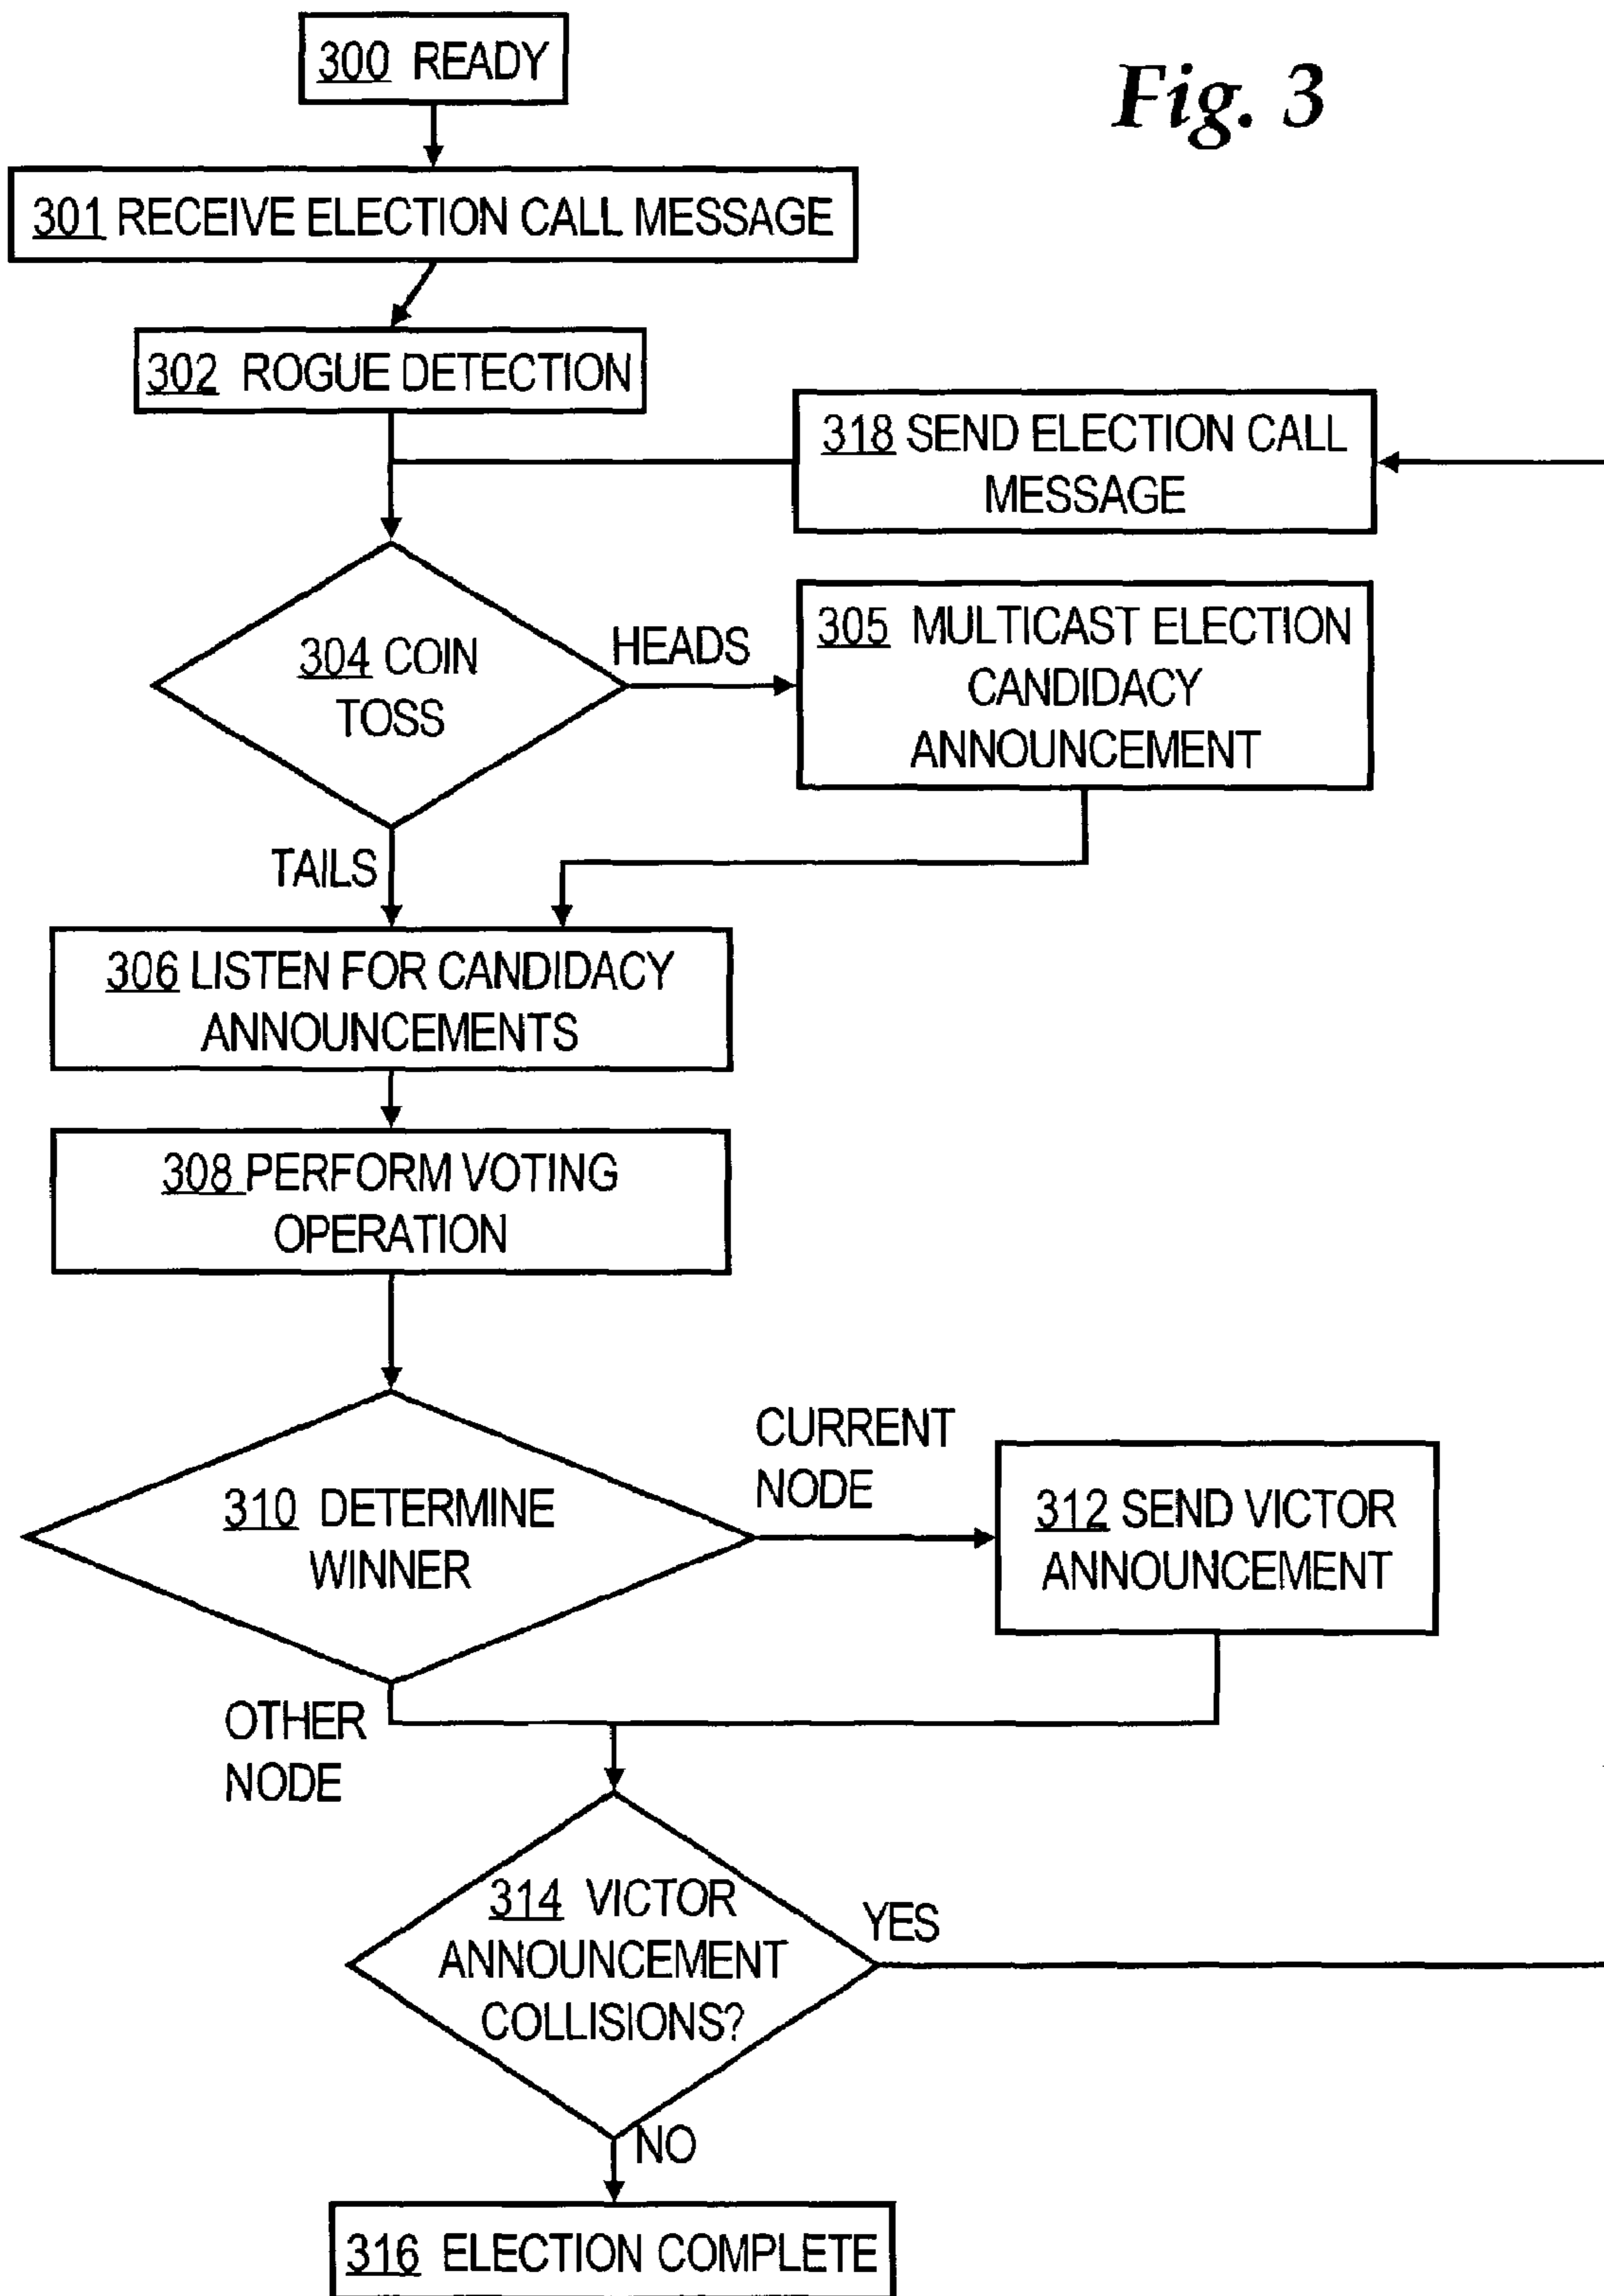 Fig. 3
300 READY
301 RECEIVE ELECTION CALL MESSAGE
302 ROGUE DETECTION
318 SEND ELECTION CALL
MESSAGE
304 COIN
TOSS
HEADS
305 MULTICAST ELECTION
CANDIDACY
ANNOUNCEMENT
TAILS
306 LISTEN FOR CANDIDACY
ANNOUNCEMENTS
308 PERFORM VOTING
OPERATION
310 DETERMINE
WINNER
CURRENT
NODE
312 SEND VICTOR
ANNOUNCEMENT
OTHER
NODE
314 VICTOR
ANNOUNCEMENT
COLLISIONS?
YES
NO
316 ELECTION COMPLETE